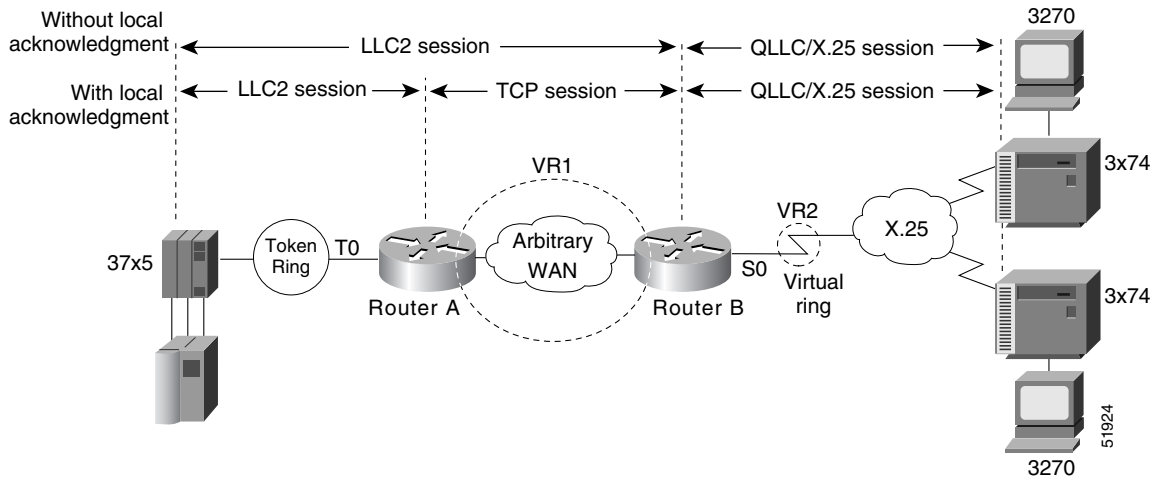 Without local
acknowledgment
LLC2 session
QLLC/X.25 session
3270
With local
acknowledgment
LLC2 session
TCP session
QLLC/X.25 session
VR1
3x74
37x5
Token
Ring
T0
Router A
Arbitrary
WAN
Router B
S0
VR2
Virtual
ring
X.25
3x74
51924
3270